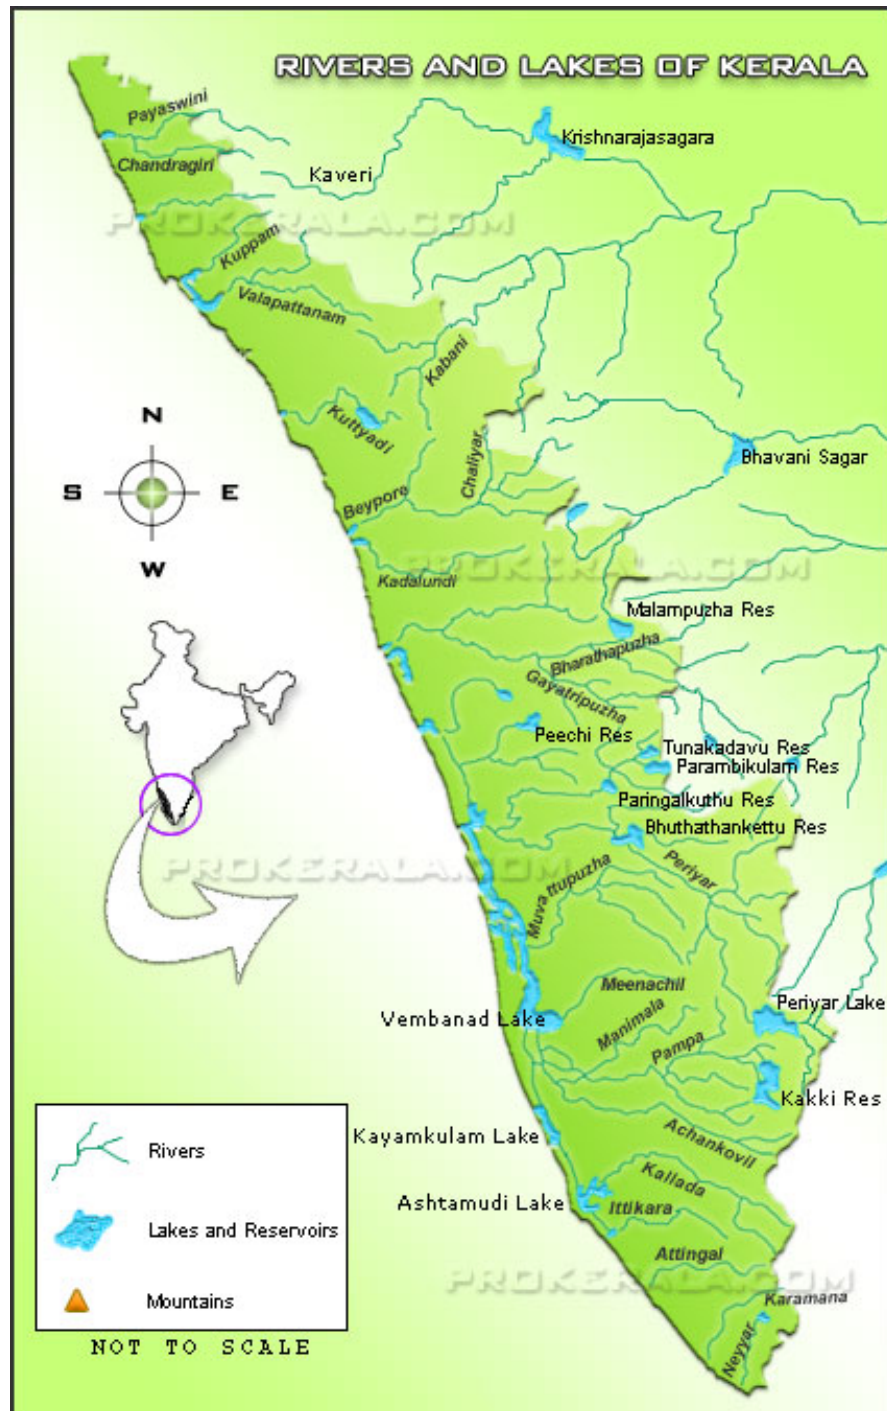 RIVERS AND LAKES OF KERALA
Payaswini
Krishnarajasagara
Chandragiri
Kaveri
PROKERALA.COM
Kuppam
Valapattanam
Kabani
N
Kuttyadi
Chaliyar
Bhavani Sagar
S E
Beypore
W
PROKERALA.COM
Kadalundi
Malampuzha Res
Bharathapuzha
Gayatripuzha
Peechi Res
Tunakadavu Res
Parambikulam Res
Paringalkuthu Res
Bhuthathankettu Res
PROKERALA.COM
Periyar
Muvattupuzha
Meenachil
Periyar Lake
Vembanad Lake
Manimala
Pampa
Kakki Res
Kayamkulam Lake
Achankovil
Kallada
Ashtamudi Lake
Ittikara
Attingal
PROKERALA.COM
Karamana
Neyyar
Rivers
Lakes and Reservoirs
Mountains
NOT TO SCALE